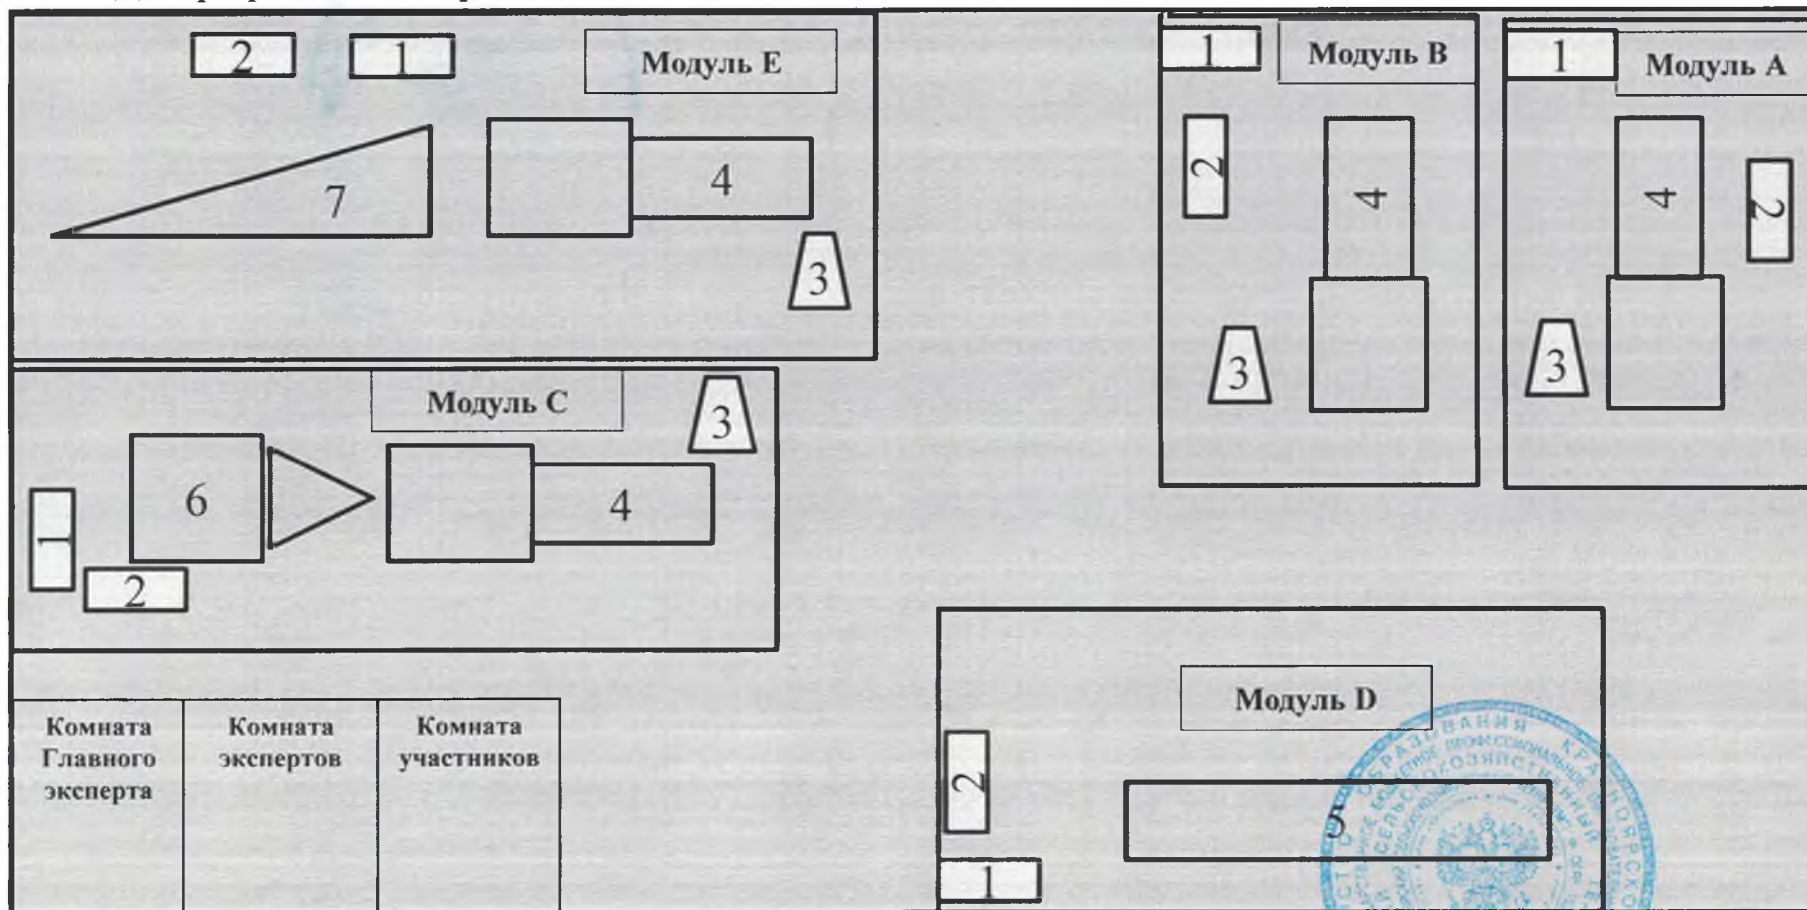 2
1
Модуль E
7
4
3
1
Модуль B
2
4
3
1
Модуль A
4
2
3
Модуль C
3
6
4
1
2
Комната
Главного
эксперта
Комната
экспертов
Комната
участников
Модуль D
2
5
1